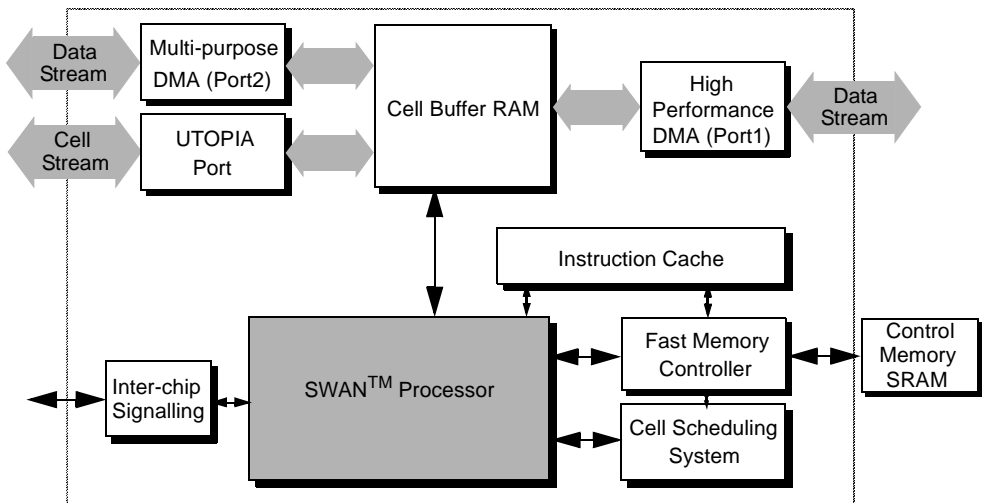 Data
Stream
Multi-purpose
DMA (Port2)
Cell Buffer RAM
High
Performance
DMA (Port1)
Data
Stream
Cell
Stream
UTOPIA
Port
Instruction Cache
Fast Memory
Controller
Control
Memory
SRAM
Inter-chip
Signalling
SWAN™ Processor
Cell Scheduling
System